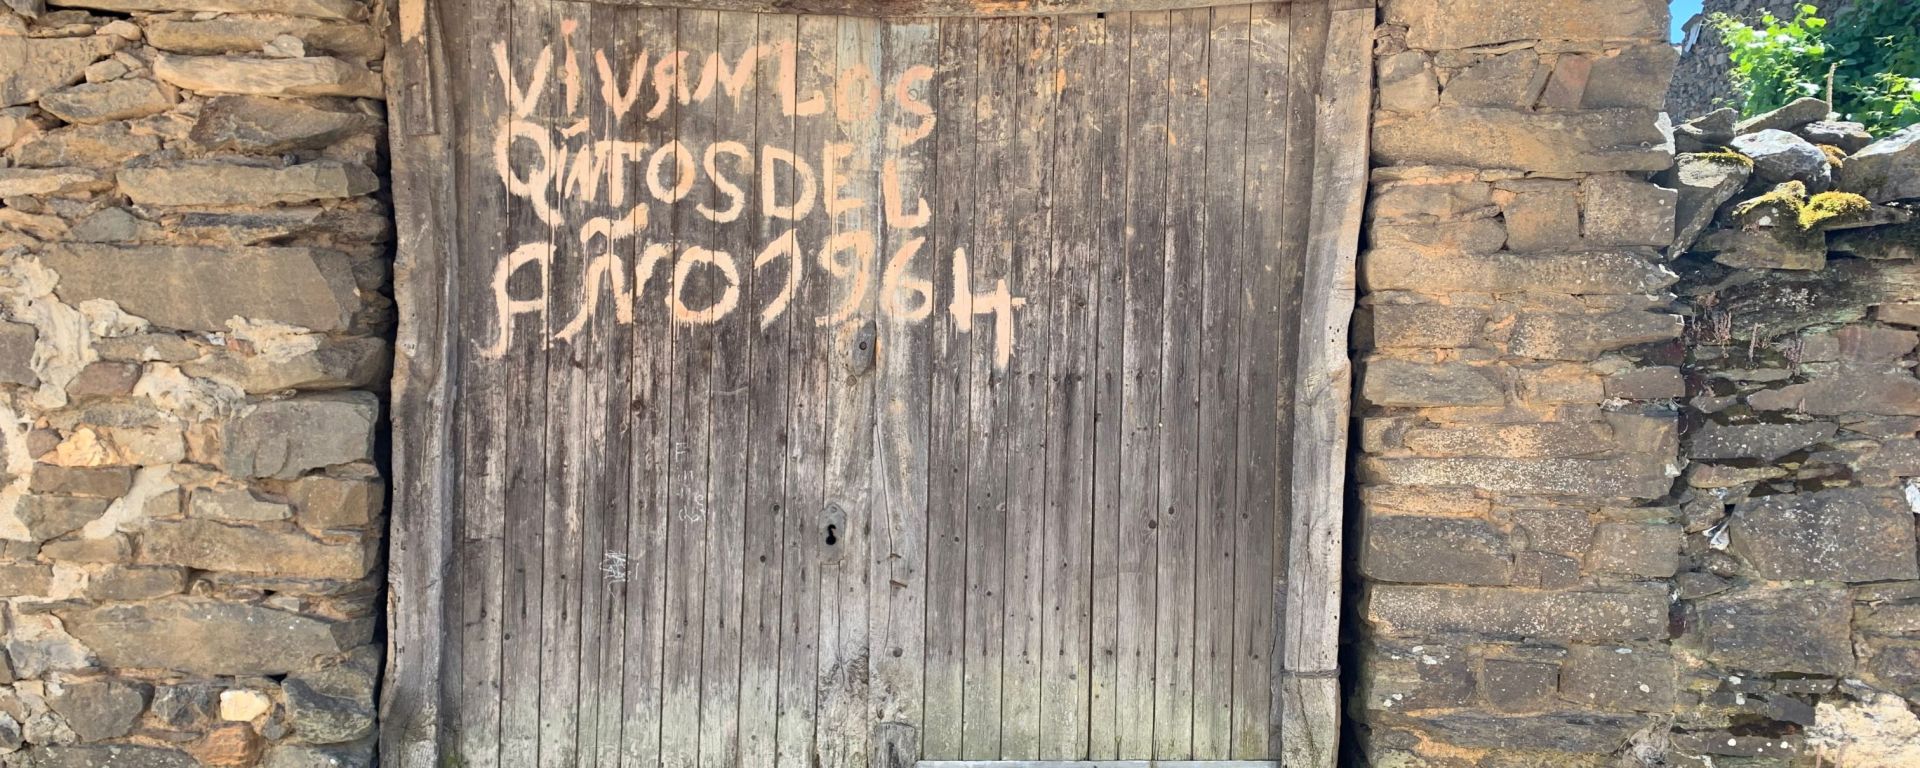 VIVAN LOS
QINTOS DEL
AÑO 1964